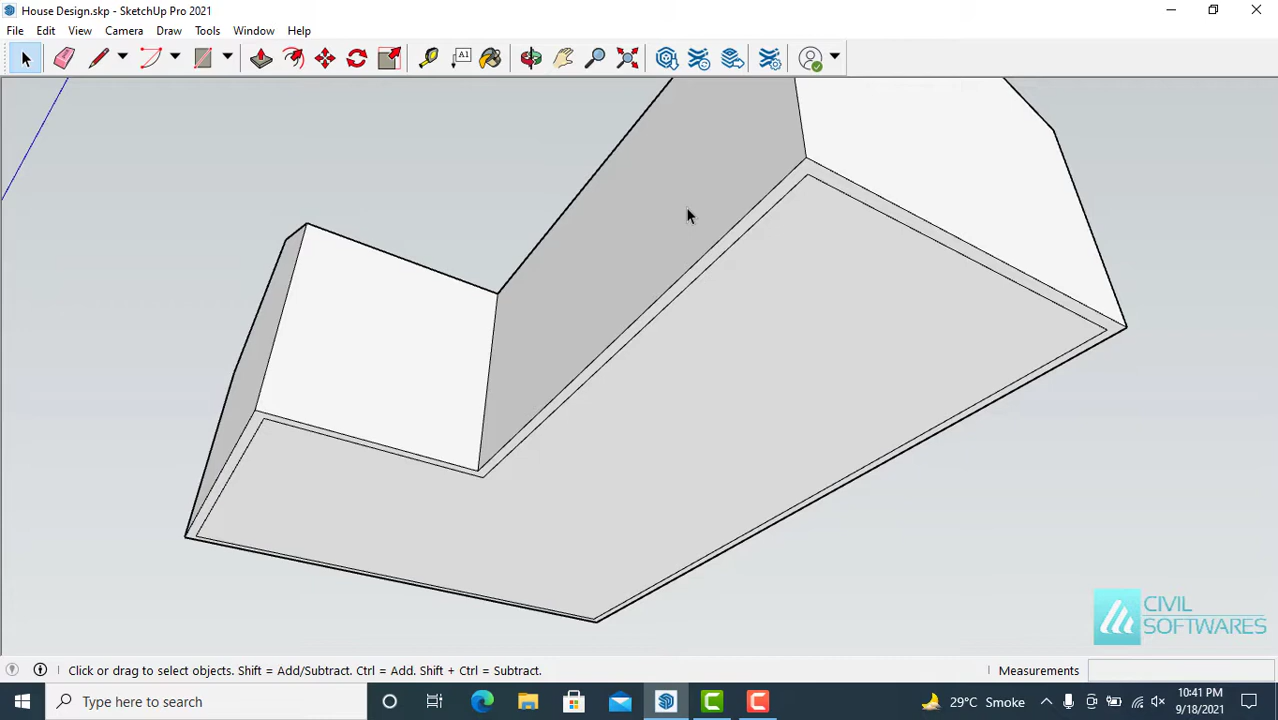 House Design.skp - SketchUp Pro 2021
File Edit View Camera Draw Tools Window Help
A1
CIVIL
SOFTWARES
Click or drag to select objects. Shift = Add/Subtract. Ctrl = Add. Shift + Ctrl = Subtract.
Measurements
Type here to search
29°C Smoke
10:41 PM
9/18/2021